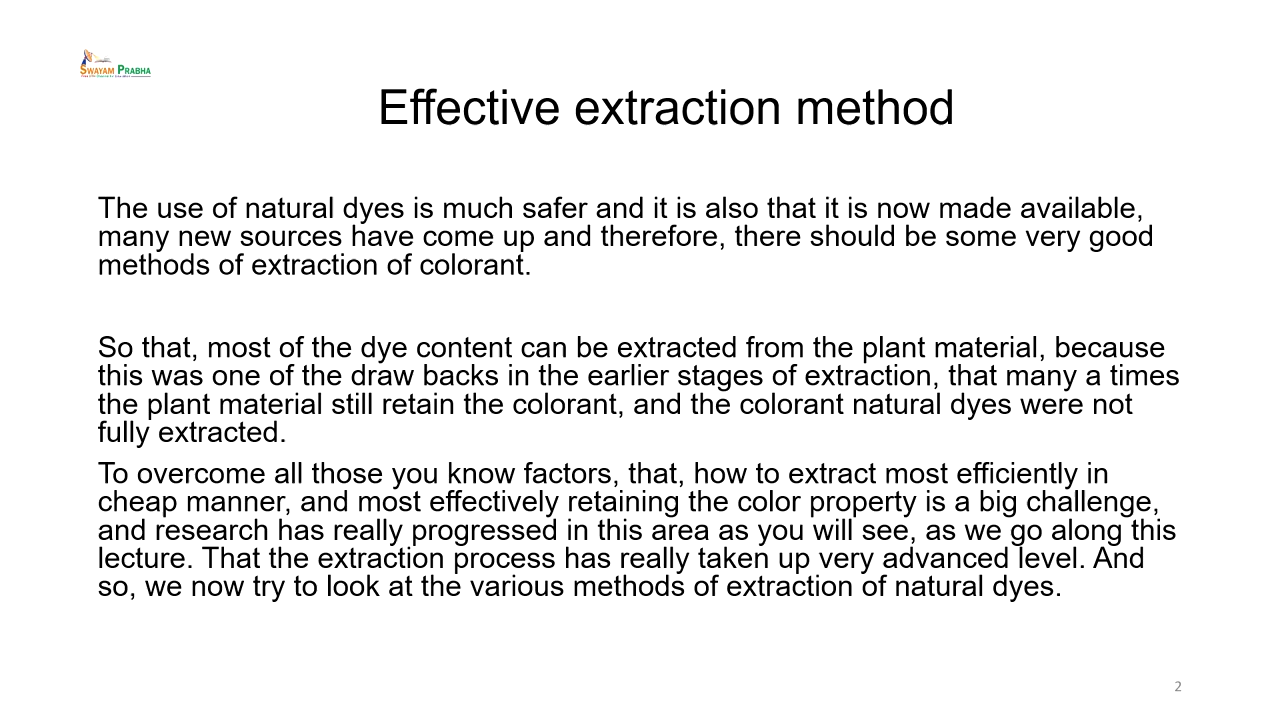 SWAYAM PRABHA
Effective extraction method
The use of natural dyes is much safer and it is also that it is now made available,
many new sources have come up and therefore, there should be some very good
methods of extraction of colorant.
So that, most of the dye content can be extracted from the plant material, because
this was one of the draw backs in the earlier stages of extraction, that many a times
the plant material still retain the colorant, and the colorant natural dyes were not
fully extracted.
To overcome all those you know factors, that, how to extract most efficiently in
cheap manner, and most effectively retaining the color property is a big challenge,
and research has really progressed in this area as you will see, as we go along this
lecture. That the extraction process has really taken up very advanced level. And
so, we now try to look at the various methods of extraction of natural dyes.
2